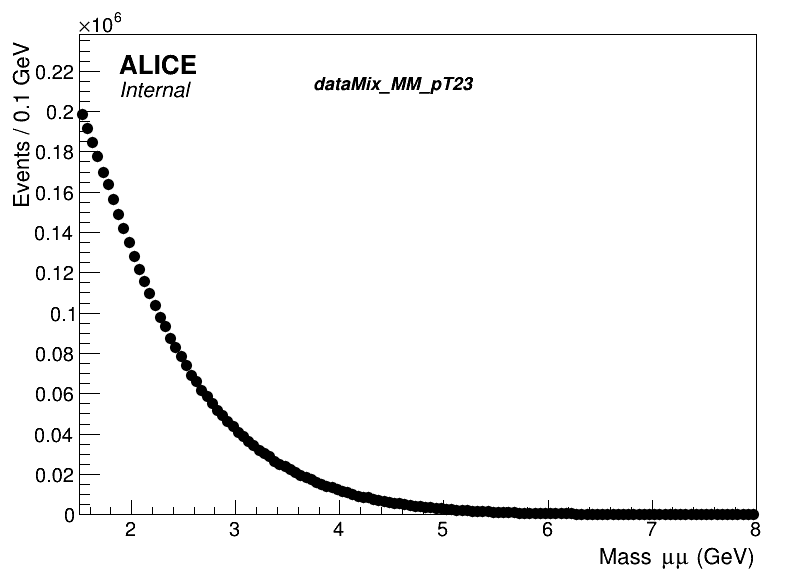 ×10⁶
ALICE
Internal
dataMix_MM_pT23
Events / 0.1 GeV
0.22
0.2
0.18
0.16
0.14
0.12
0.1
0.08
0.06
0.04
0.02
0
2 3 4 5 6 7 8
Mass μμ (GeV)